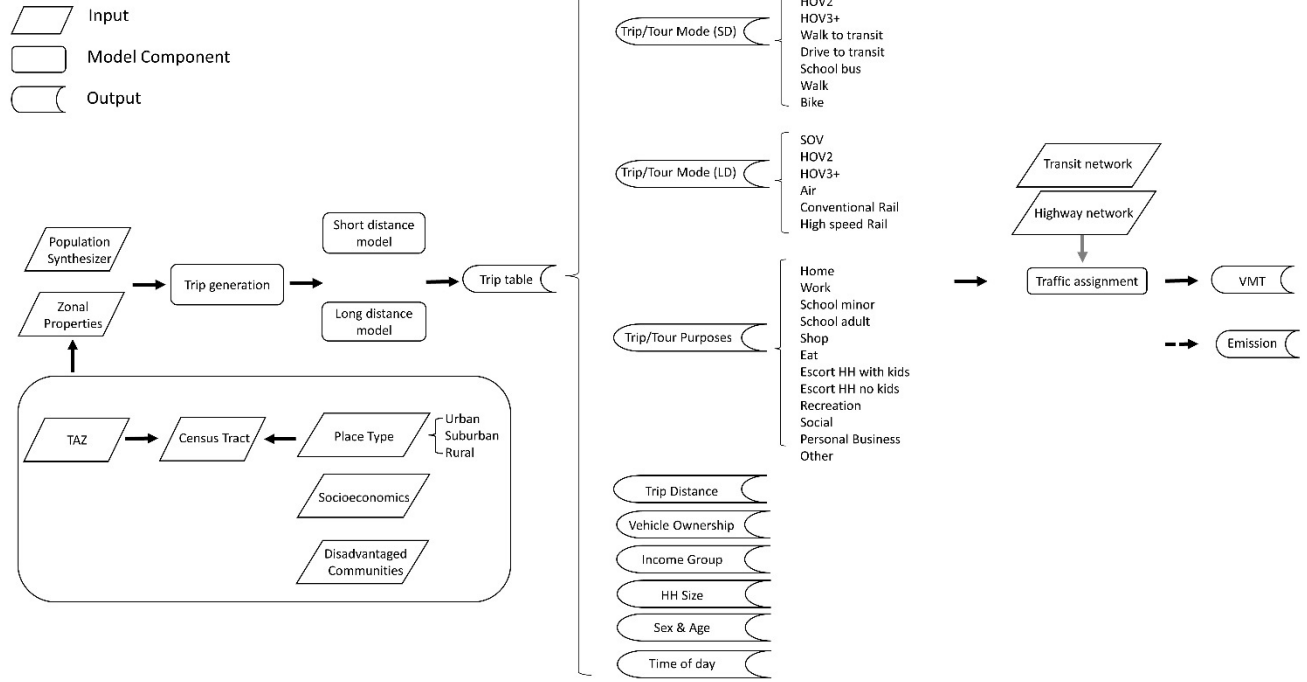 Input
Model Component
Output
Population
Synthesizer
Zonal
Properties
Trip generation
Short distance
model
Long distance
model
Trip table
TAZ
Census Tract
Place Type
Urban
Suburban
Rural
Socioeconomics
Disadvantaged
Communities
Trip/Tour Mode (SD)
HOV2
HOV3+
Walk to transit
Drive to transit
School bus
Walk
Bike
Trip/Tour Mode (LD)
SOV
HOV2
HOV3+
Air
Conventional Rail
High speed Rail
Trip/Tour Purposes
Home
Work
School minor
School adult
Shop
Eat
Escort HH with kids
Escort HH no kids
Recreation
Social
Personal Business
Other
Trip Distance
Vehicle Ownership
Income Group
HH Size
Sex & Age
Time of day
Transit network
Highway network
Traffic assignment
VMT
Emission